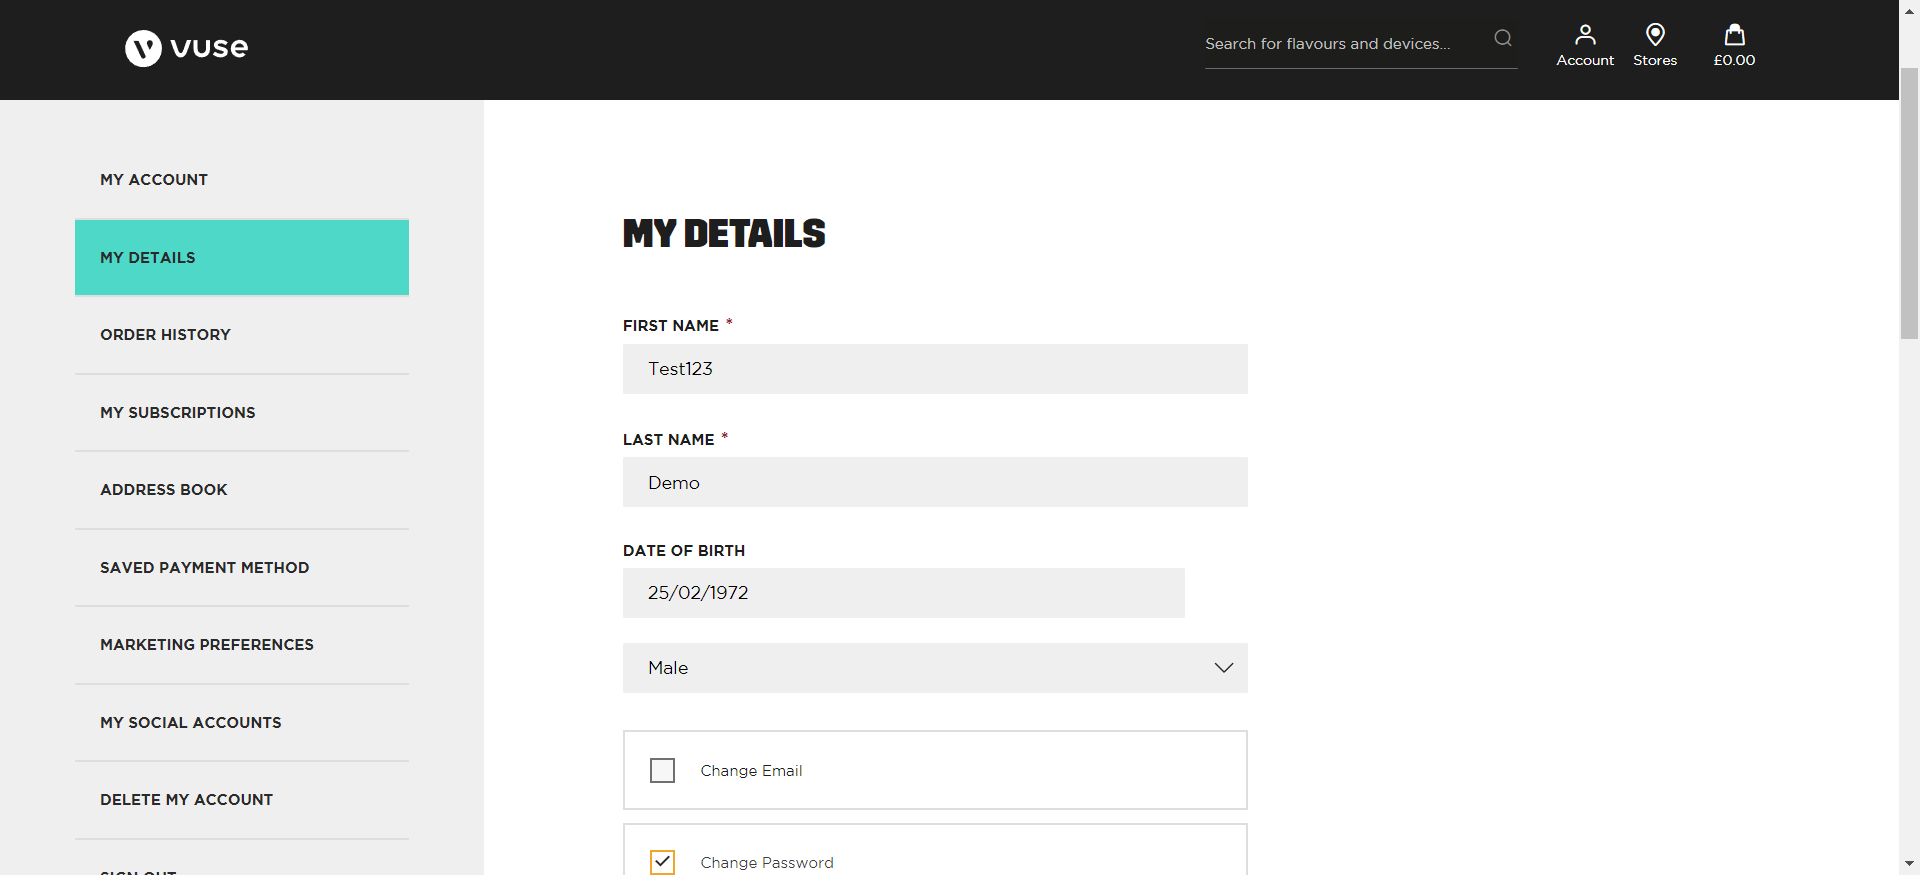 vuse
Search for flavours and devices...
Account
Stores
£0.00
MY ACCOUNT
MY DETAILS
ORDER HISTORY
MY SUBSCRIPTIONS
ADDRESS BOOK
SAVED PAYMENT METHOD
MARKETING PREFERENCES
MY SOCIAL ACCOUNTS
DELETE MY ACCOUNT
SIGN OUT
MY DETAILS
FIRST NAME *
Test123
LAST NAME *
Demo
DATE OF BIRTH
25/02/1972
Male
Change Email
Change Password